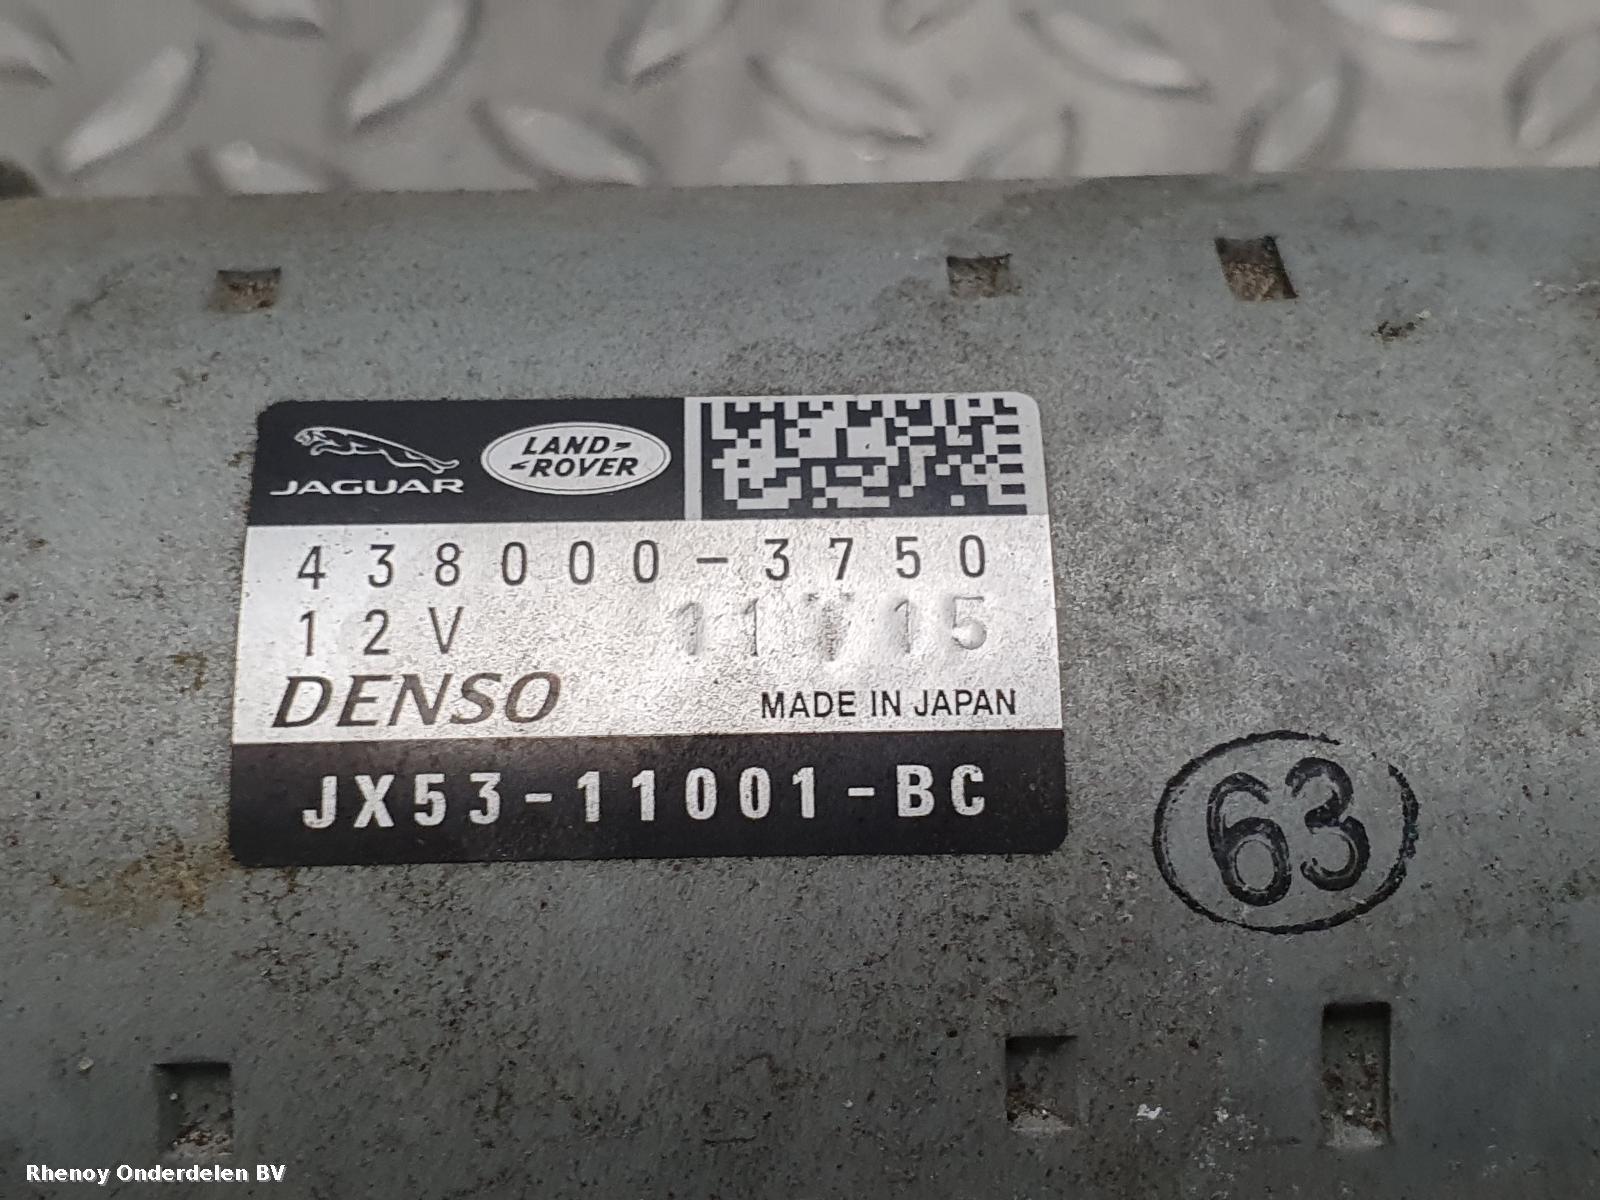 JAGUAR
LAND-
-ROVER
438000-3750
12V
DENSO
MADE IN JAPAN
JX53-11001-BC
63
Rhenoy Onderdelen BV